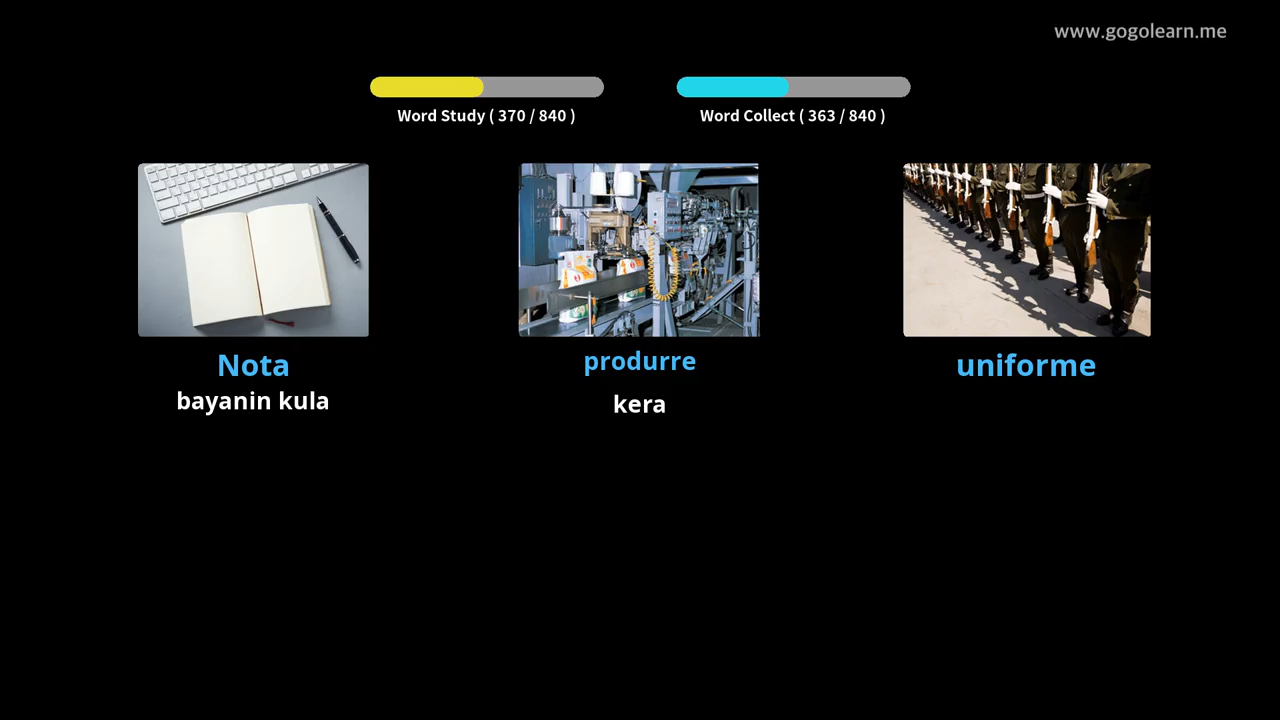 www.gogolearn.me
Word Study ( 370 / 840 )
Word Collect ( 363 / 840 )
Nota
bayanin kula
produrre
kera
uniforme